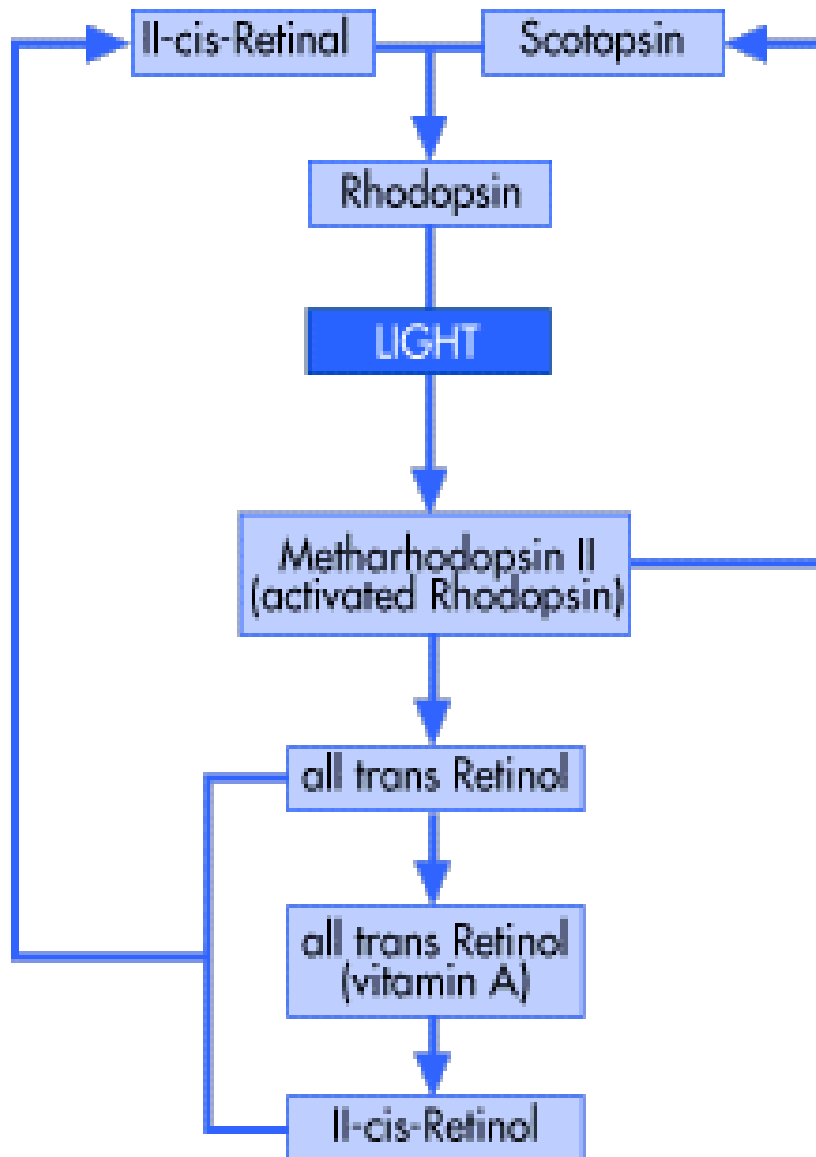 II-cis-Retinal
Scotopsin
Rhodopsin
LIGHT
Metharhodopsin II
(activated Rhodopsin)
all trans Retinol
all trans Retinol
(vitamin A)
II-cis-Retinol